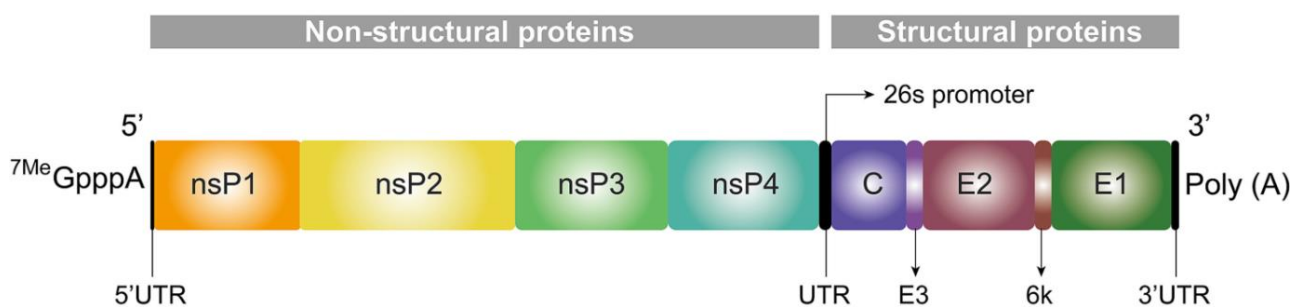 Non-structural proteins
Structural proteins
26s promoter
5’
3’
7MeGpppA
nsP1
nsP2
nsP3
nsP4
C
E2
E1
Poly (A)
5’UTR
UTR
E3
6k
3’UTR